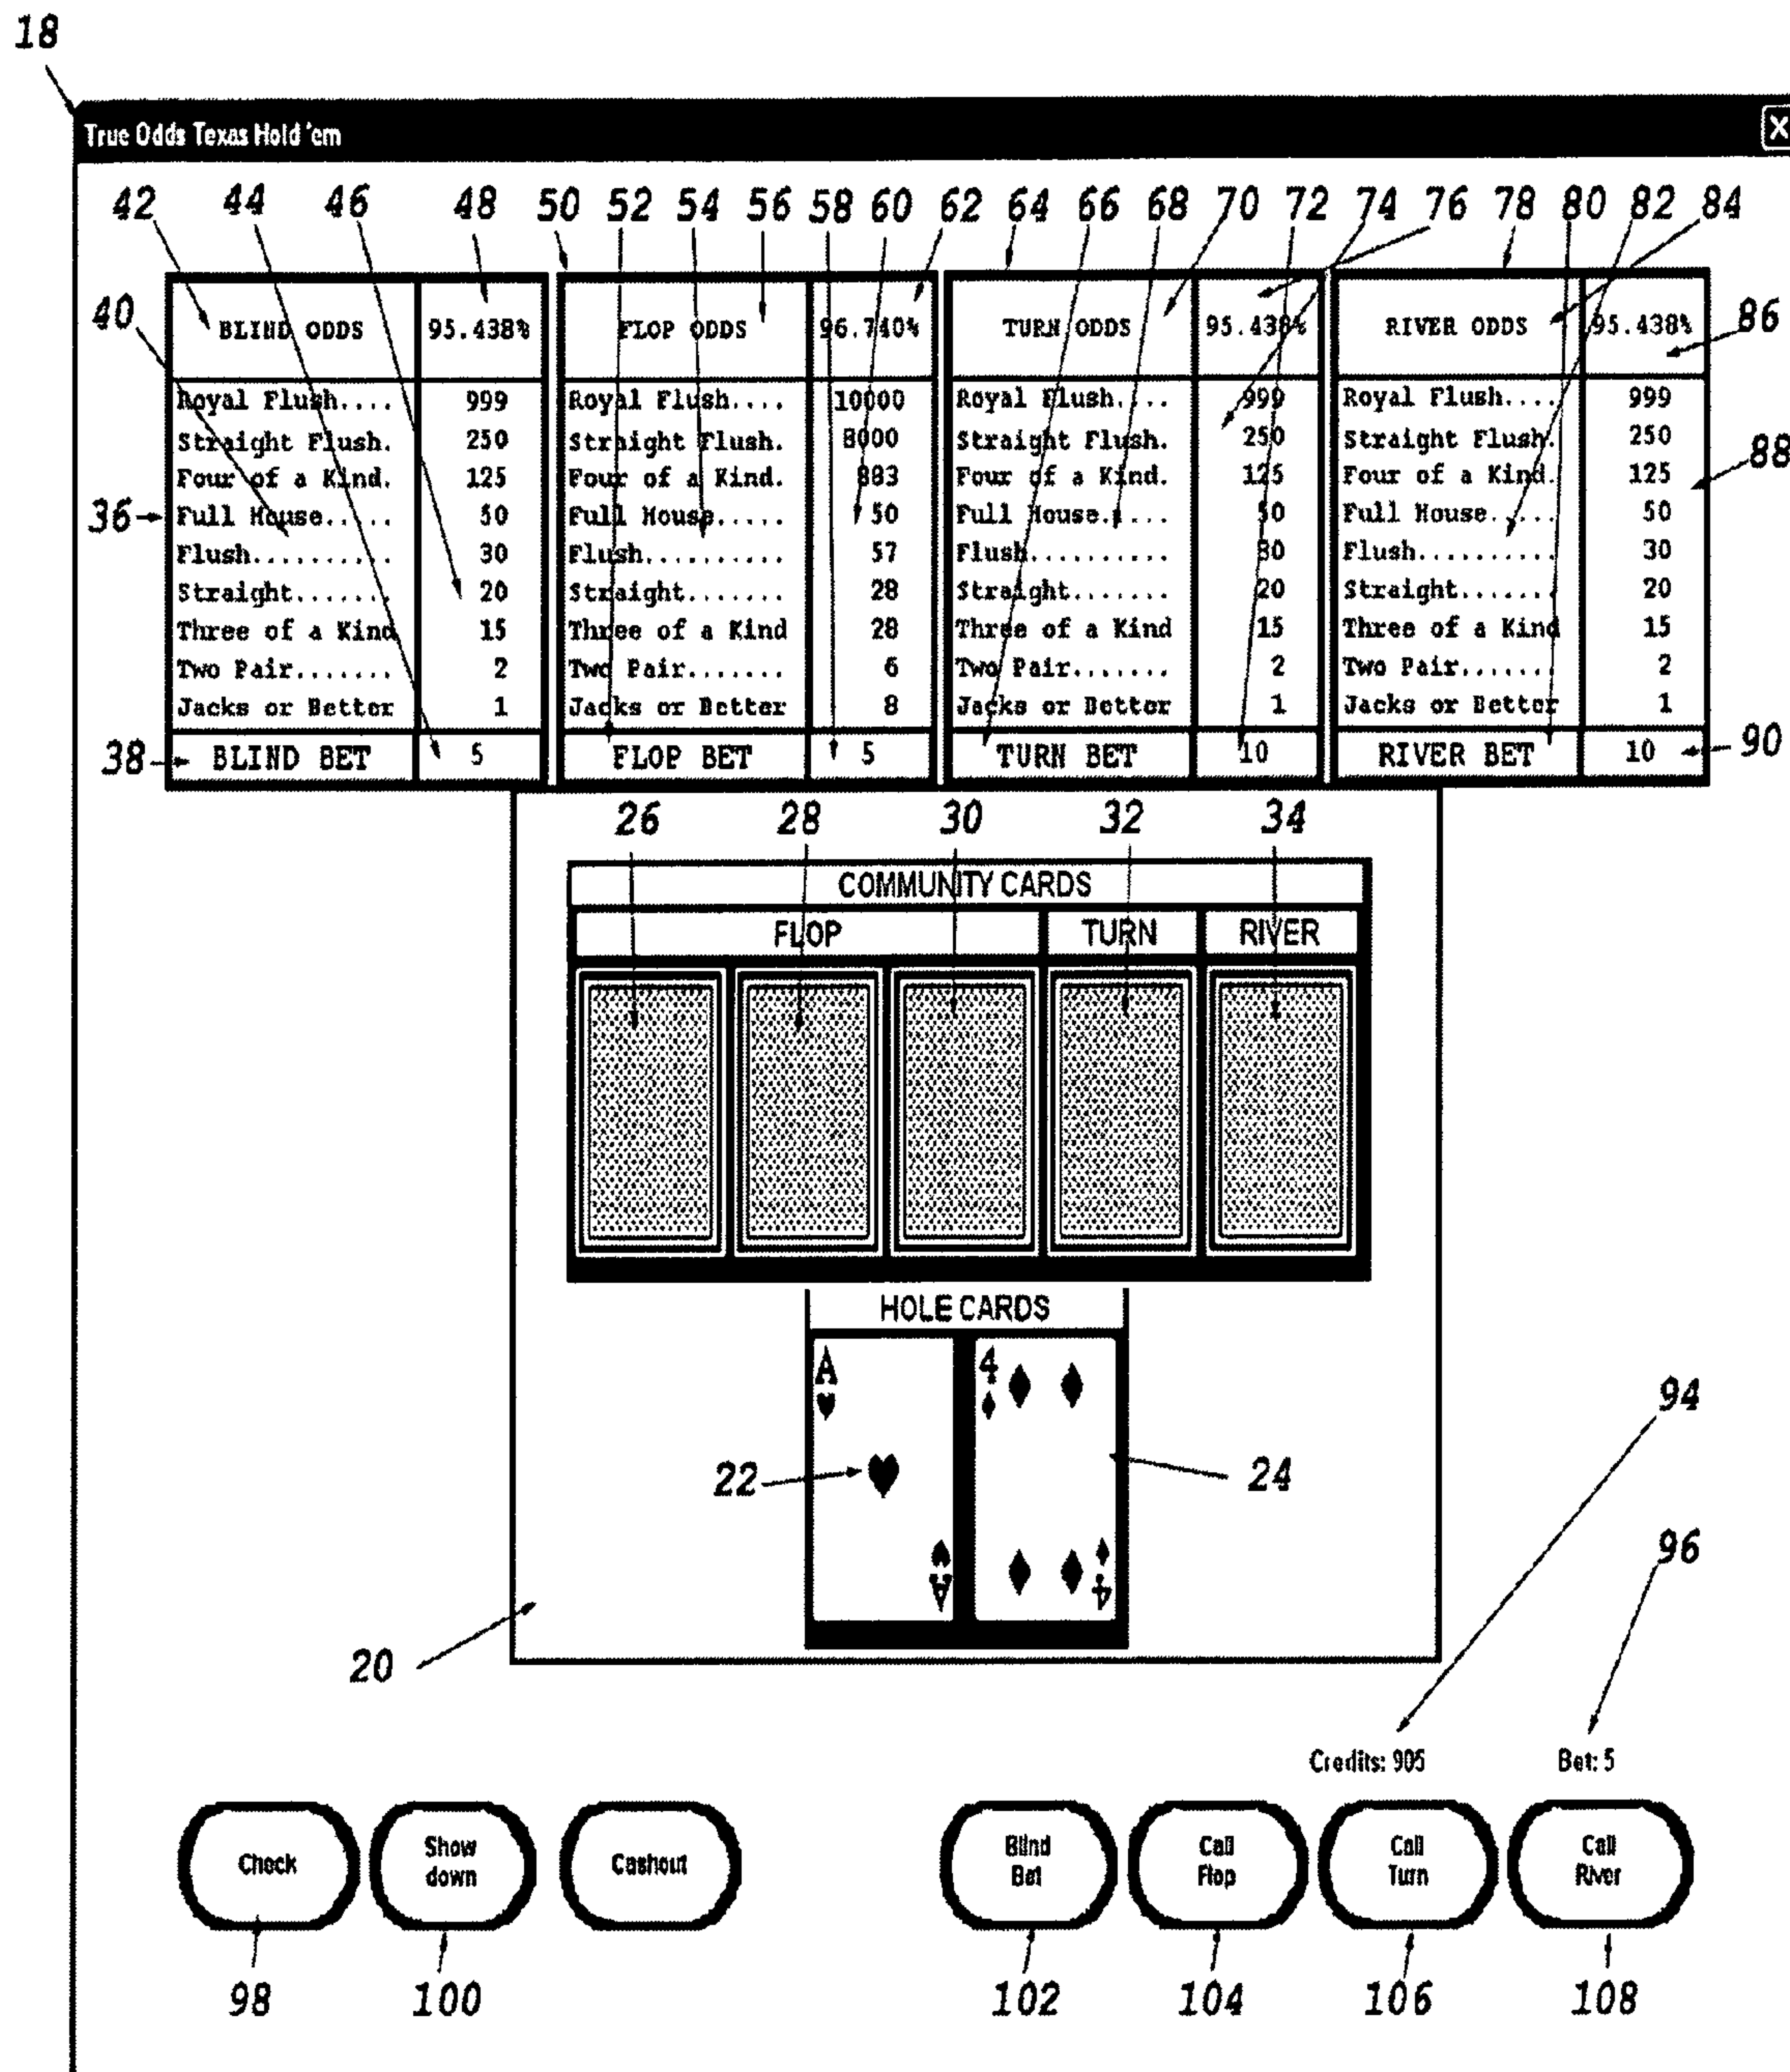 18
True Odds Texas Hold 'em X
42 44 46 48 50 52 54 56 58 60 62 64 66 68 70 72 74 76 78 80 82 84
BLIND ODDS 95.438% FLOP ODDS 96.740% TURN ODDS 95.438% RIVER ODDS 95.438%
40 86
Royal Flush.... 999 Royal Flush.... 10000 Royal Flush.... 999 Royal Flush.... 999
Straight Flush. 250 Straight Flush. 8000 Straight Flush. 250 Straight Flush. 250
Four of a Kind. 125 Four of a Kind. 883 Four of a Kind. 125 Four of a Kind. 125
88
36 Full House..... 50 Full House..... 50 Full House..... 50 Full House..... 50
Flush.......... 30 Flush.......... 57 Flush.......... 30 Flush.......... 30
Straight....... 20 Straight....... 28 Straight....... 20 Straight....... 20
Three of a Kind 15 Three of a Kind 28 Three of a Kind 15 Three of a Kind 15
Two Pair....... 2 Two Pair....... 6 Two Pair....... 2 Two Pair....... 2
Jacks or Better 1 Jacks or Better 8 Jacks or Better 1 Jacks or Better 1
38 BLIND BET 5 FLOP BET 5 TURN BET 10 RIVER BET 10 90
26 28 30 32 34
COMMUNITY CARDS
FLOP TURN RIVER
HOLE CARDS
A 4
94
22 24
96
A 4
20
Credits: 905 Bet: 5
Check Show down Cashout Blind Bet Call Flop Call Turn Call River
98 100 102 104 106 108